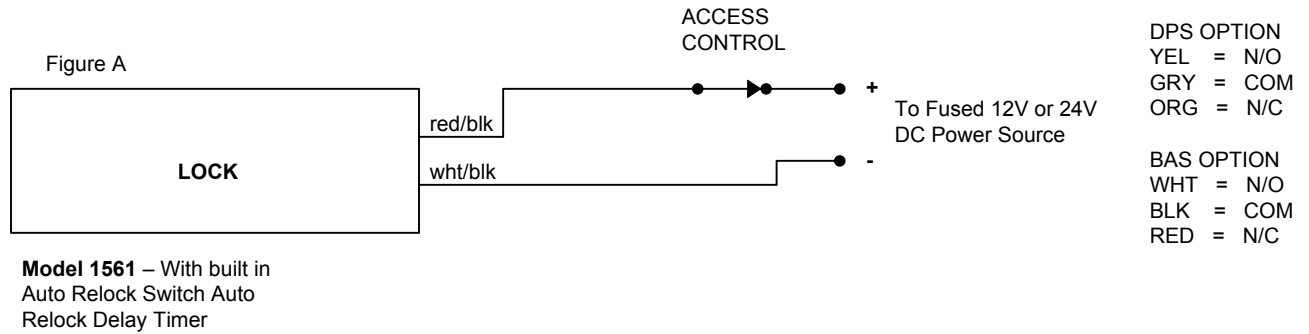 Figure A
ACCESS
CONTROL
red/blk
wht/blk
LOCK
+
-
To Fused 12V or 24V
DC Power Source
Model 1561 – With built in
Auto Relock Switch Auto
Relock Delay Timer
DPS OPTION
YEL = N/O
GRY = COM
ORG = N/C
BAS OPTION
WHT = N/O
BLK = COM
RED = N/C